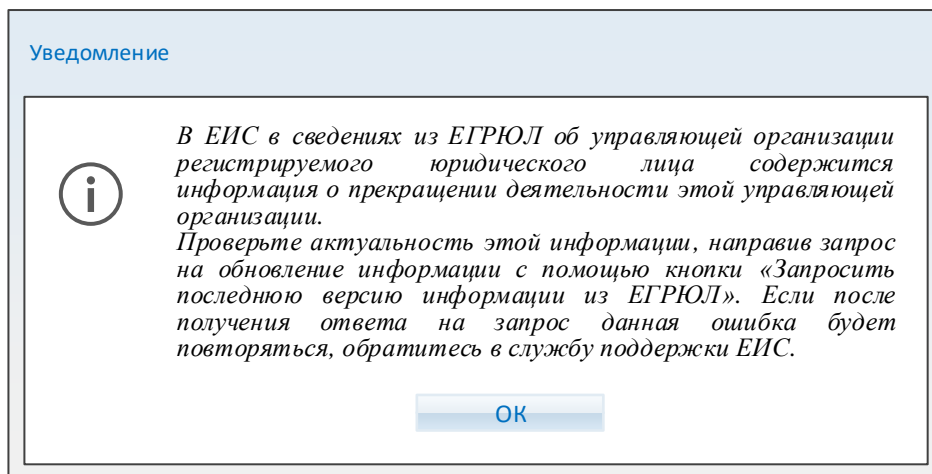 Уведомление
В ЕИС в сведениях из ЕГРЮЛ об управляющей организации
регистрируемого юридического лица содержится
информация о прекращении деятельности этой управляющей
организации.
Проверьте актуальность этой информации, направив запрос
на обновление информации с помощью кнопки «Запросить
последнюю версию информации из ЕГРЮЛ». Если после
получения ответа на запрос данная ошибка будет
повторяться, обратитесь в службу поддержки ЕИС.
ОК